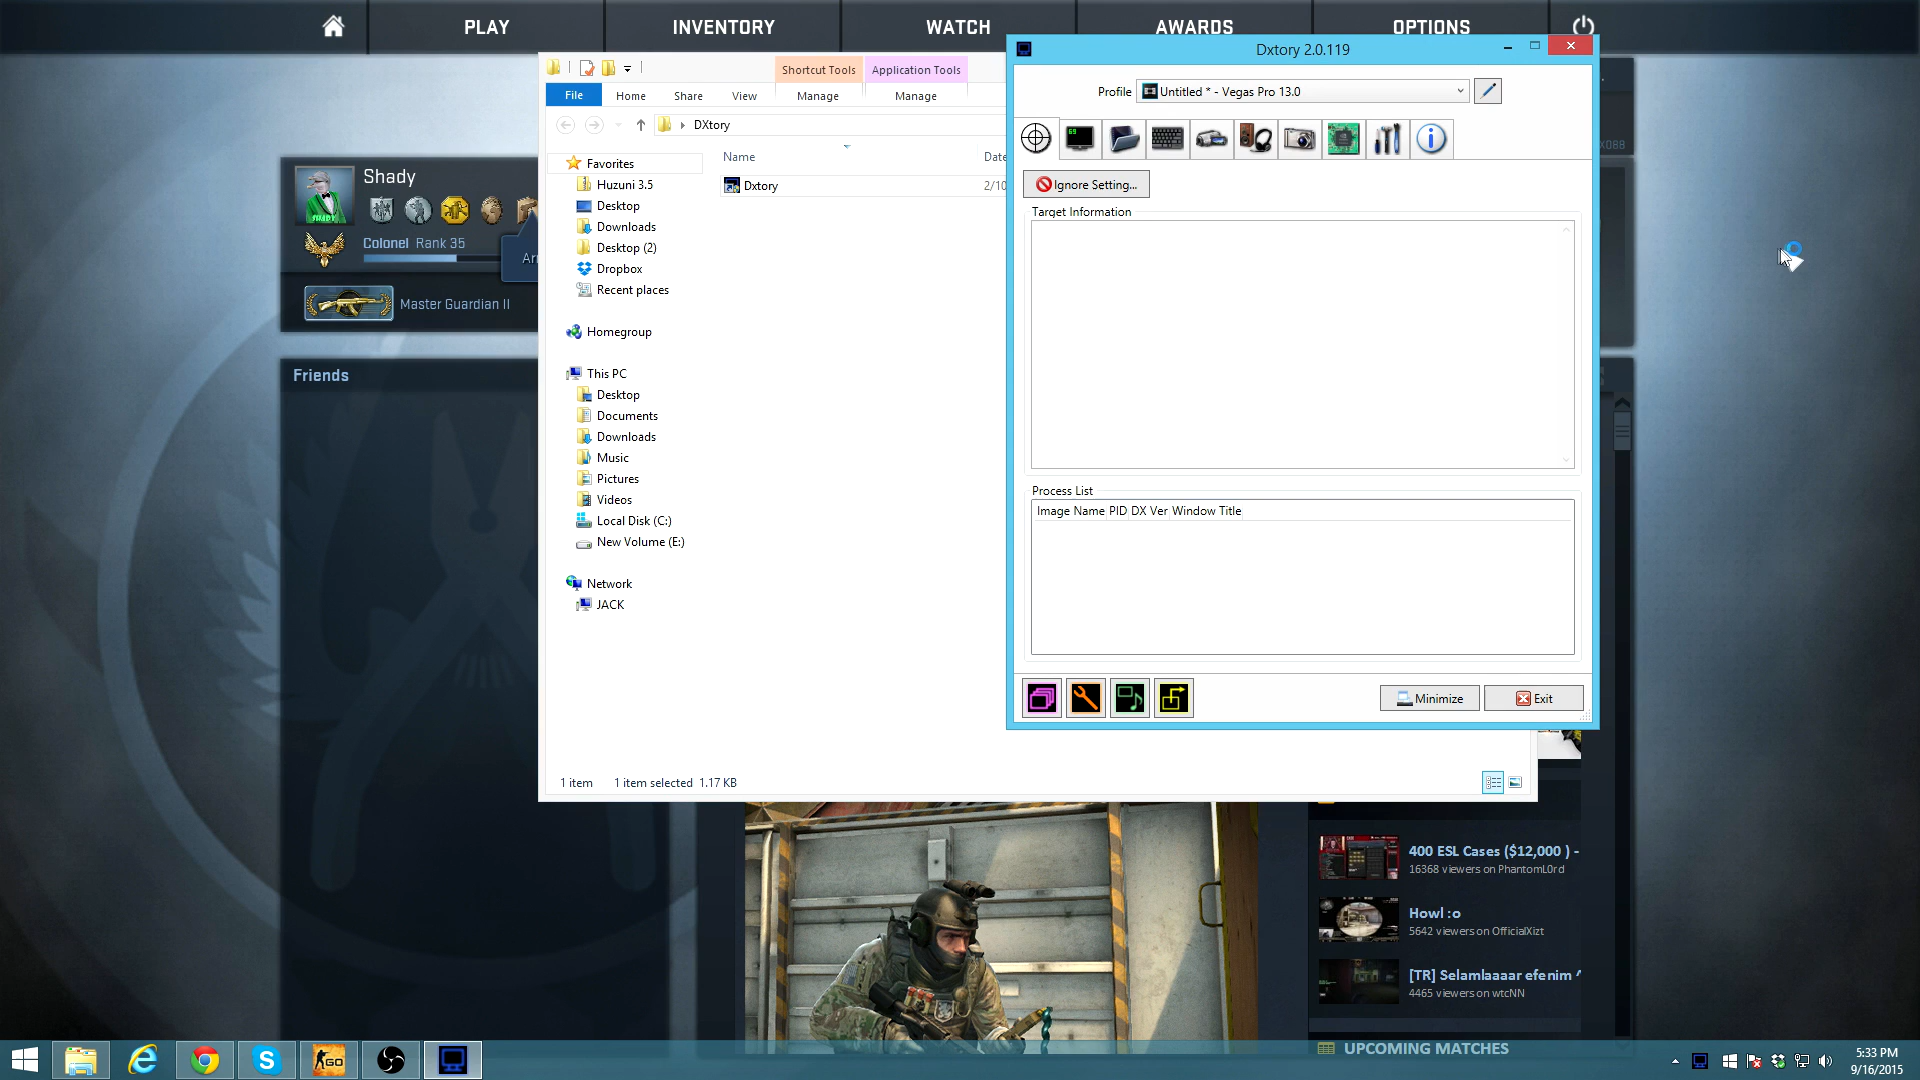 PLAY
INVENTORY
WATCH
AWARDS
OPTIONS
Shady
SHADY
Colonel Rank 35
Master Guardian II
Friends
Shortcut Tools
Application Tools
File
Home
Share
View
Manage
Manage
DXtory
Name
Date
Dxtory
2/10
Favorites
Huzuni 3.5
Desktop
Downloads
Desktop (2)
Dropbox
Recent places
Homegroup
This PC
Desktop
Documents
Downloads
Music
Pictures
Videos
Local Disk (C:)
New Volume (E:)
Network
JACK
1 item
1 item selected 1.17 KB
Dxtory 2.0.119
Profile
Untitled * - Vegas Pro 13.0
Ignore Setting...
Target Information
Process List
Image Name PID DX Ver Window Title
Minimize
Exit
400 ESL Cases ($12,000 ) -
16368 viewers on PhantomL0rd
Howl :o
5642 viewers on OfficialXizt
[TR] Selamlaaaar efenim ^
4465 viewers on wtcNN
UPCOMING MATCHES
GO
5:33 PM
9/16/2015